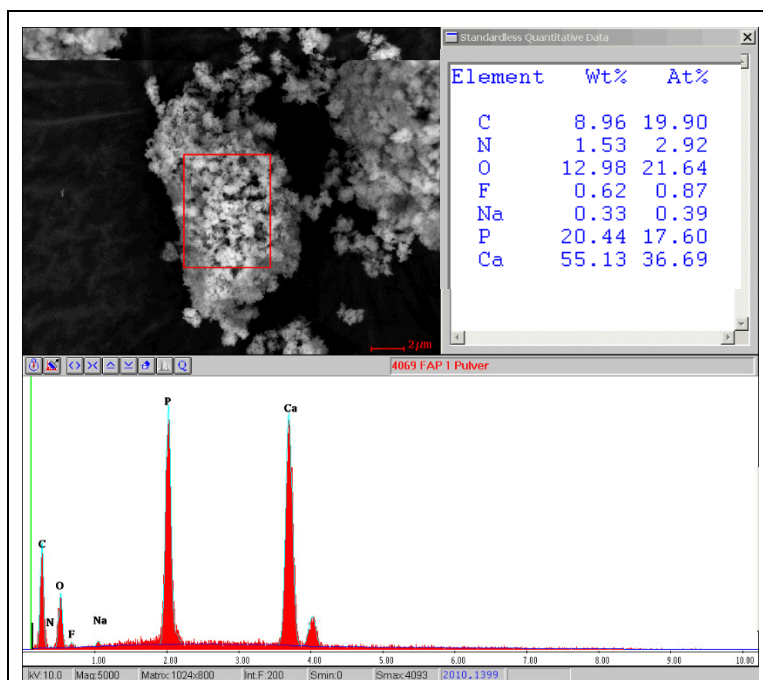 Standardless Quantitative Data
Element Wt% At%
C 8.96 19.90
N 1.53 2.92
O 12.98 21.64
F 0.62 0.87
Na 0.33 0.39
P 20.44 17.60
Ca 55.13 36.69
2µm
Q
4069 FAP 1 Pulver
P
Ca
C
O
N
F
Na
1.00 2.00 3.00 4.00 5.00 6.00 7.00 8.00 9.00 10.00
kV:10.0 Mag:5000 Matrix:1024x800 Int.F:200 Smin:0 Smax:4093 2010,1399